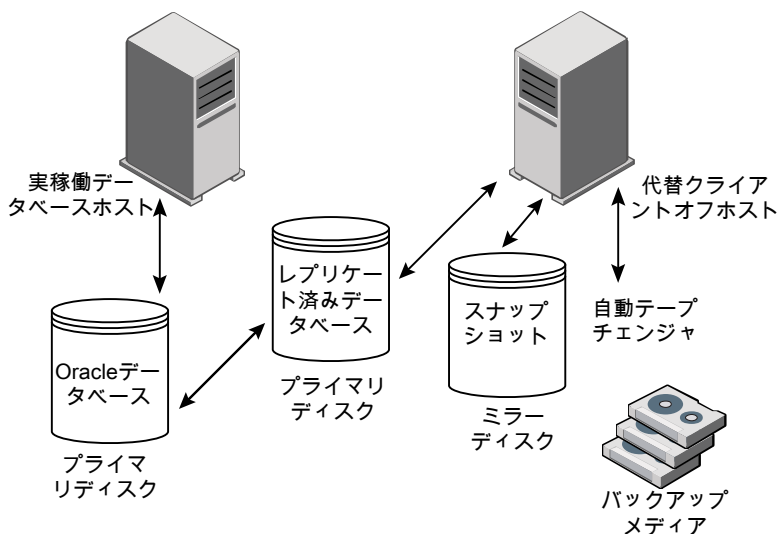 実稼働デー
タベースホスト
代替クライア
ントオフホスト
レプリケー
ト済みデー
タベース
スナップ
ショット
自動テープ
チェンジャ
Oracleデー
タベース
プライマリ
ディスク
ミラー
ディスク
プライマ
リディスク
バックアップ
メディア